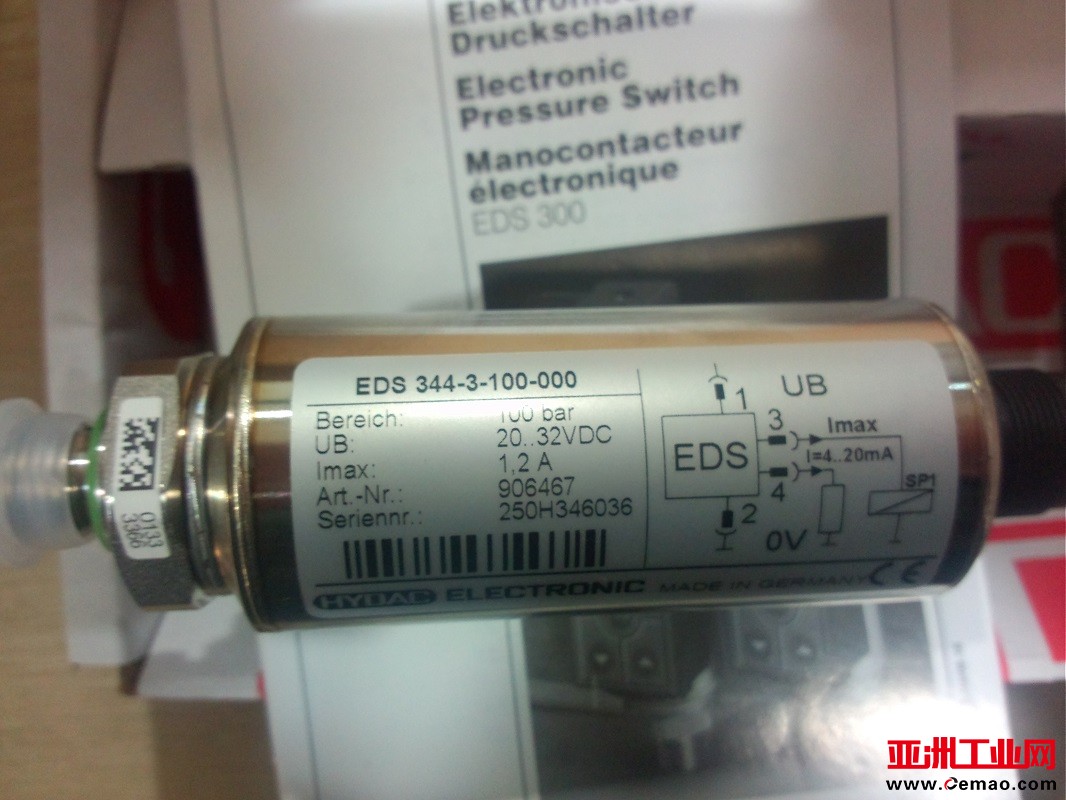 Elektronischer
Druckschalter
Electronic
Pressure Switch
Manocontacteur
électronique
EDS 300
EDS 344-3-100-000
Bereich: 100 bar
UB: 20..32VDC
Imax: 1,2 A
Art.-Nr.: 906467
Seriennr.: 250H346036
HYDAC ELECTRONIC MADE IN GERMANY CE
1 UB
3 Imax
EDS I=4..20mA
4 SP1
2 0V
0133
3366
亚洲工业网
www.Cemao.com